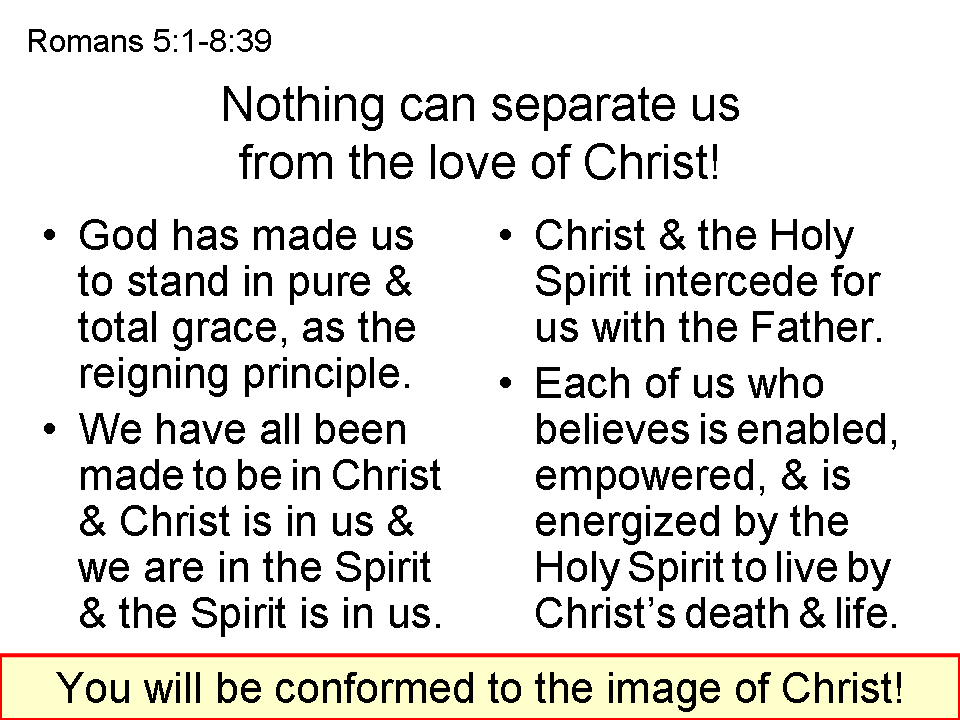 Romans 5:1-8:39
Nothing can separate us
from the love of Christ!
• God has made us
to stand in pure &
total grace, as the
reigning principle.
• We have all been
made to be in Christ
& Christ is in us &
we are in the Spirit
& the Spirit is in us.
• Christ & the Holy
Spirit intercede for
us with the Father.
• Each of us who
believes is enabled,
empowered, & is
energized by the
Holy Spirit to live by
Christ’s death & life.
You will be conformed to the image of Christ!